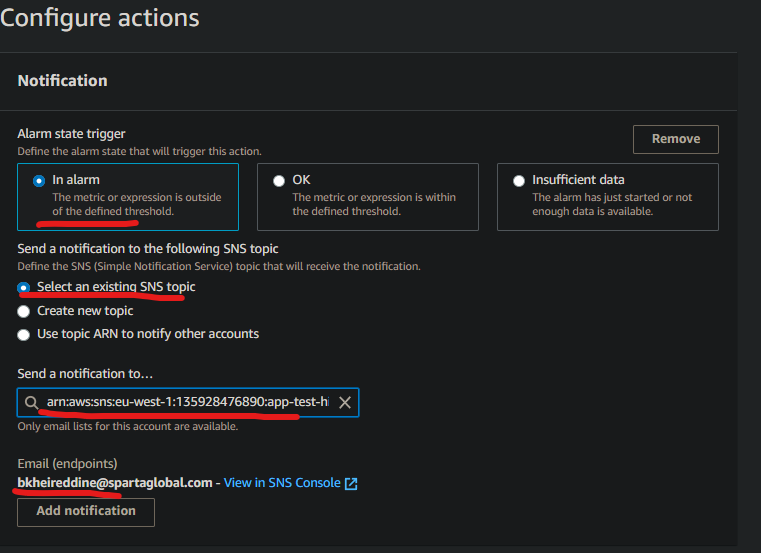 Configure actions
Notification
Alarm state trigger
Define the alarm state that will trigger this action.
Remove
In alarm
The metric or expression is outside
of the defined threshold.
OK
The metric or expression is within
the defined threshold.
Insufficient data
The alarm has just started or not
enough data is available.
Send a notification to the following SNS topic
Define the SNS (Simple Notification Service) topic that will receive the notification.
Select an existing SNS topic
Create new topic
Use topic ARN to notify other accounts
Send a notification to…
arn:aws:sns:eu-west-1:135928476890:app-test-hi
Only email lists for this account are available.
Email (endpoints)
bkheireddine@spartaglobal.com - View in SNS Console
Add notification